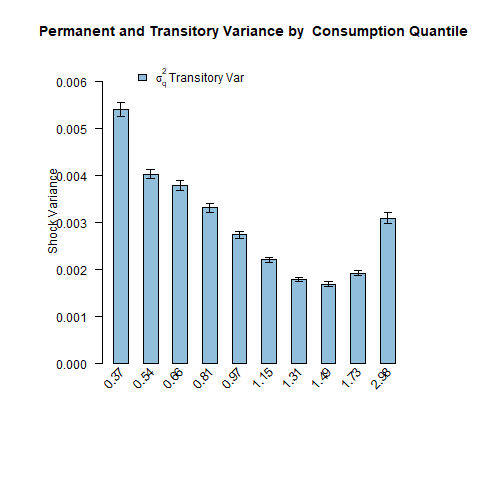 Permanent and Transitory Variance by  Consumption Quantile
σ²q Transitory Var
Shock Variance
0.006
0.005
0.004
0.003
0.002
0.001
0.000
0.37 0.54 0.66 0.81 0.97 1.15 1.31 1.49 1.73 2.98